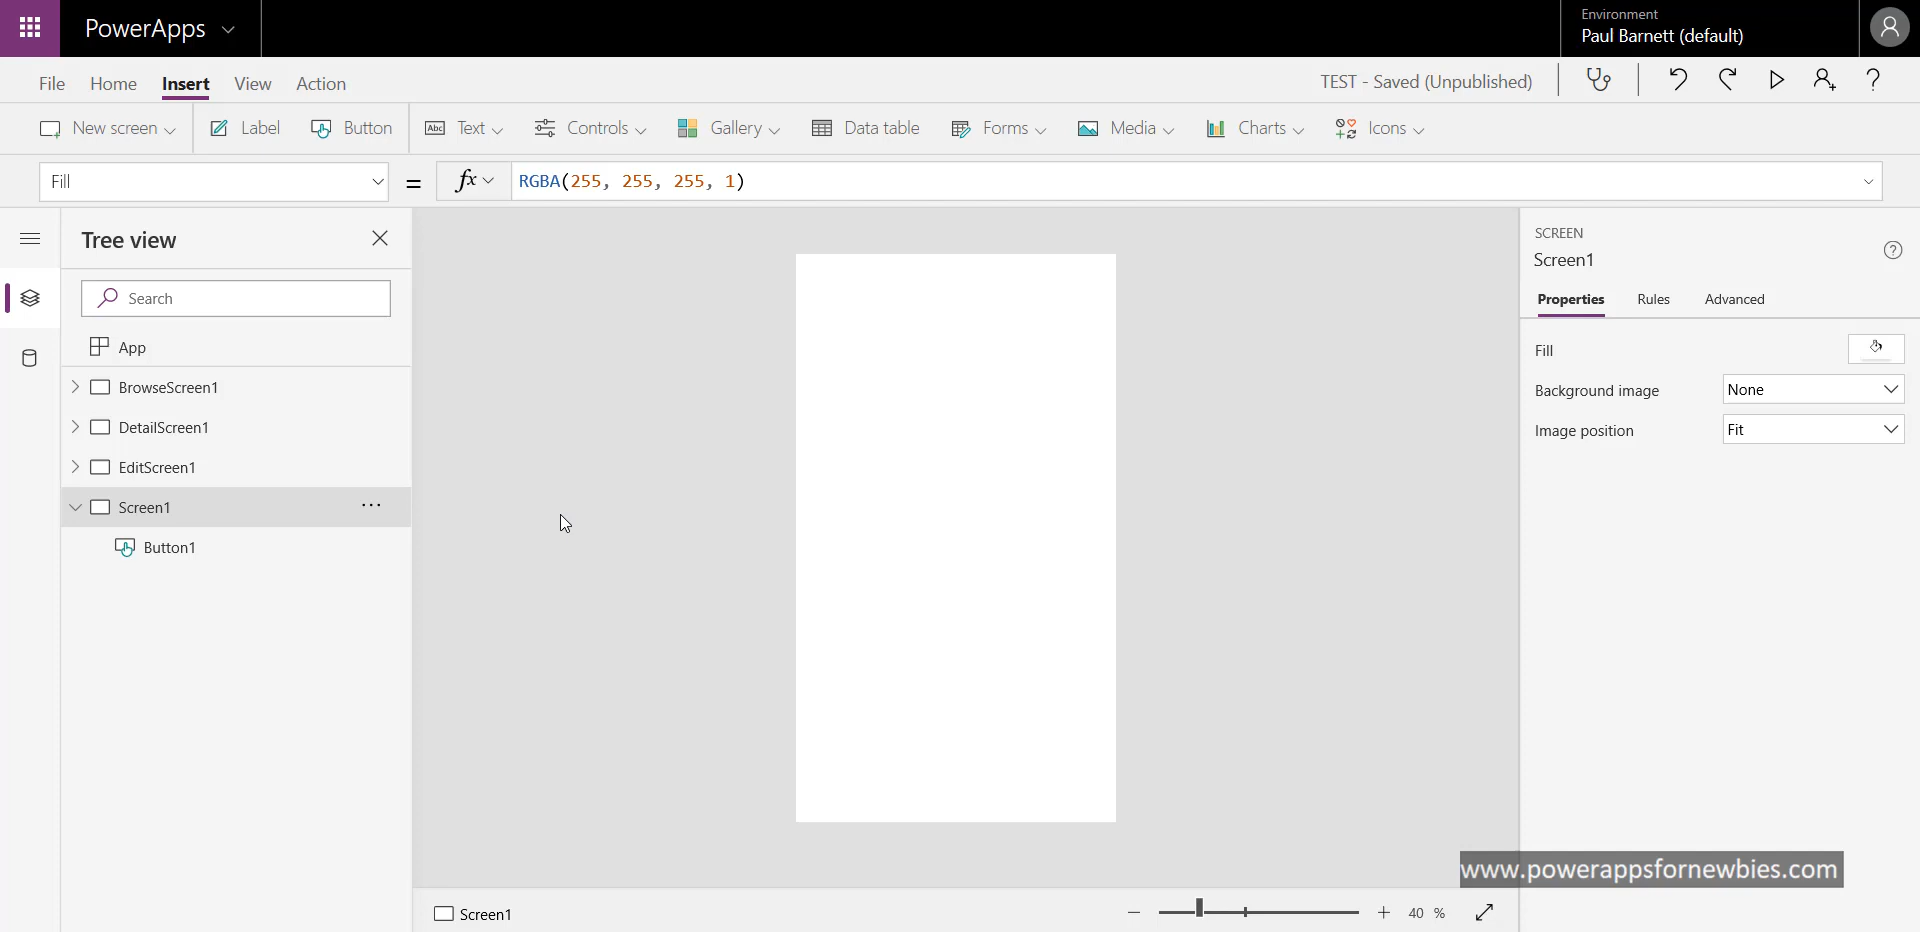 PowerApps
Environment
Paul Barnett (default)
File Home Insert View Action
TEST - Saved (Unpublished)
New screen Label Button Abc Text Controls Gallery Data table Forms Media Charts Icons
Fill = fx RGBA(255, 255, 255, 1)
Tree view
Search
App
BrowseScreen1
DetailScreen1
EditScreen1
Screen1 ...
Button1
SCREEN
Screen1
Properties Rules Advanced
Fill
Background image None
Image position Fit
www.powerappsfornewbies.com
Screen1
40 %